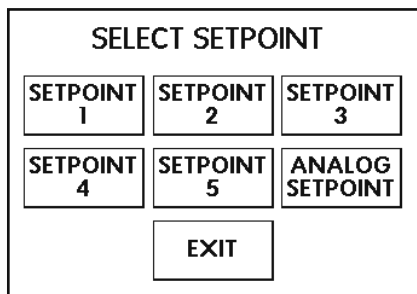 SELECT SETPOINT
SETPOINT SETPOINT SETPOINT
1 2 3
SETPOINT SETPOINT ANALOG
4 5 SETPOINT
EXIT